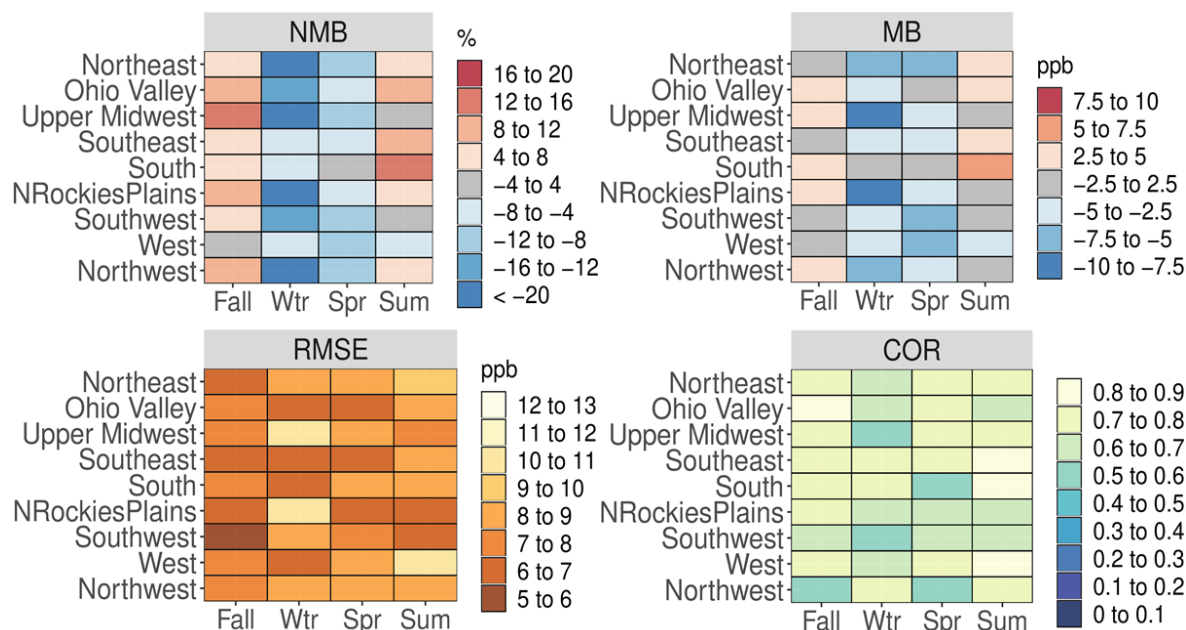 NMB
Northeast
Ohio Valley
Upper Midwest
Southeast
South
NRockiesPlains
Southwest
West
Northwest
Fall Wtr Spr Sum
%
16 to 20
12 to 16
8 to 12
4 to 8
−4 to 4
−8 to −4
−12 to −8
−16 to −12
< −20
MB
Northeast
Ohio Valley
Upper Midwest
Southeast
South
NRockiesPlains
Southwest
West
Northwest
Fall Wtr Spr Sum
ppb
7.5 to 10
5 to 7.5
2.5 to 5
−2.5 to 2.5
−5 to −2.5
−7.5 to −5
−10 to −7.5
RMSE
Northeast
Ohio Valley
Upper Midwest
Southeast
South
NRockiesPlains
Southwest
West
Northwest
Fall Wtr Spr Sum
ppb
12 to 13
11 to 12
10 to 11
9 to 10
8 to 9
7 to 8
6 to 7
5 to 6
COR
Northeast
Ohio Valley
Upper Midwest
Southeast
South
NRockiesPlains
Southwest
West
Northwest
Fall Wtr Spr Sum
0.8 to 0.9
0.7 to 0.8
0.6 to 0.7
0.5 to 0.6
0.4 to 0.5
0.3 to 0.4
0.2 to 0.3
0.1 to 0.2
0 to 0.1